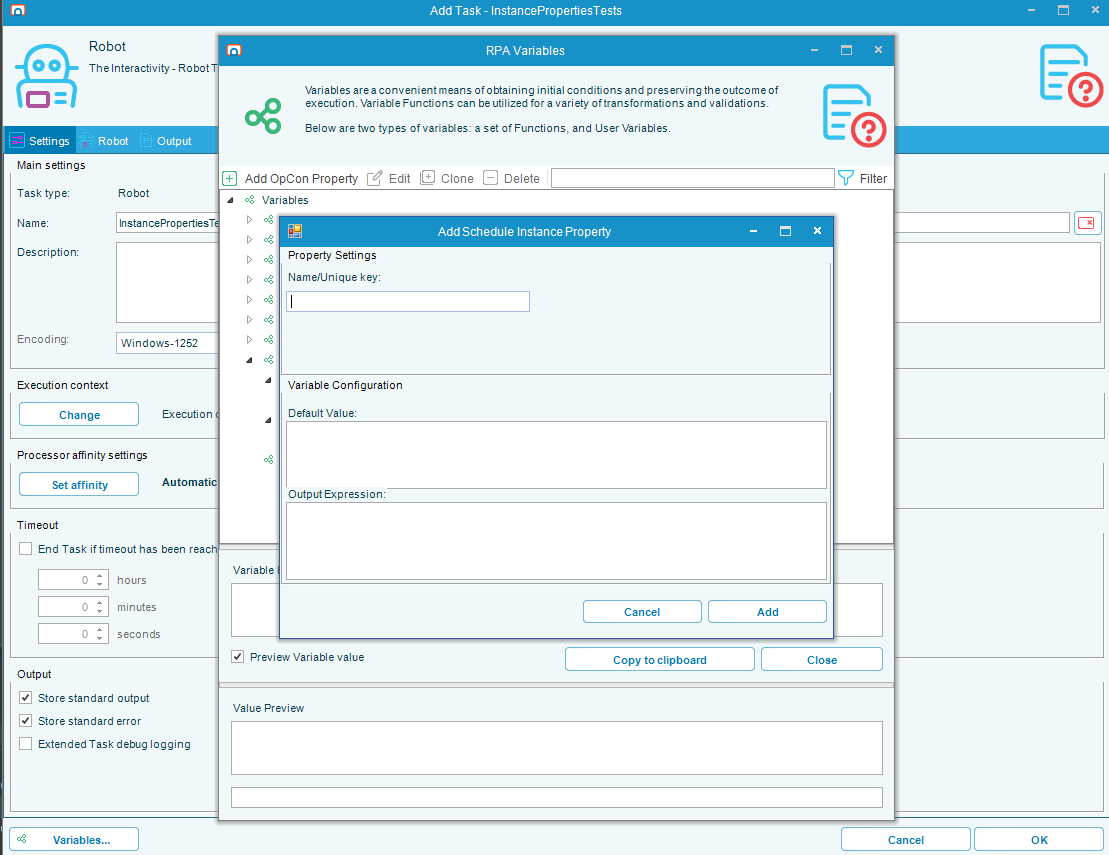 Add Task - InstancePropertiesTests
Robot
The Interactivity - Robot T
RPA Variables
Variables are a convenient means of obtaining initial conditions and preserving the outcome of
execution. Variable Functions can be utilized for a variety of transformations and validations.
Below are two types of variables: a set of Functions, and User Variables.
Settings Robot Output
Main settings
Task type: Robot
Name: InstancePropertiesTe
Description:
Encoding: Windows-1252
Execution context
Change Execution c
Processor affinity settings
Set affinity Automatic
Timeout
End Task if timeout has been reach
0 hours
0 minutes
0 seconds
Output
Store standard output
Store standard error
Extended Task debug logging
Add OpCon Property Edit Clone Delete Filter
Variables
Add Schedule Instance Property
Property Settings
Name/Unique key:
Variable Configuration
Default Value:
Output Expression:
Cancel Add
Variable
Preview Variable value
Copy to clipboard Close
Value Preview
Variables... Cancel OK